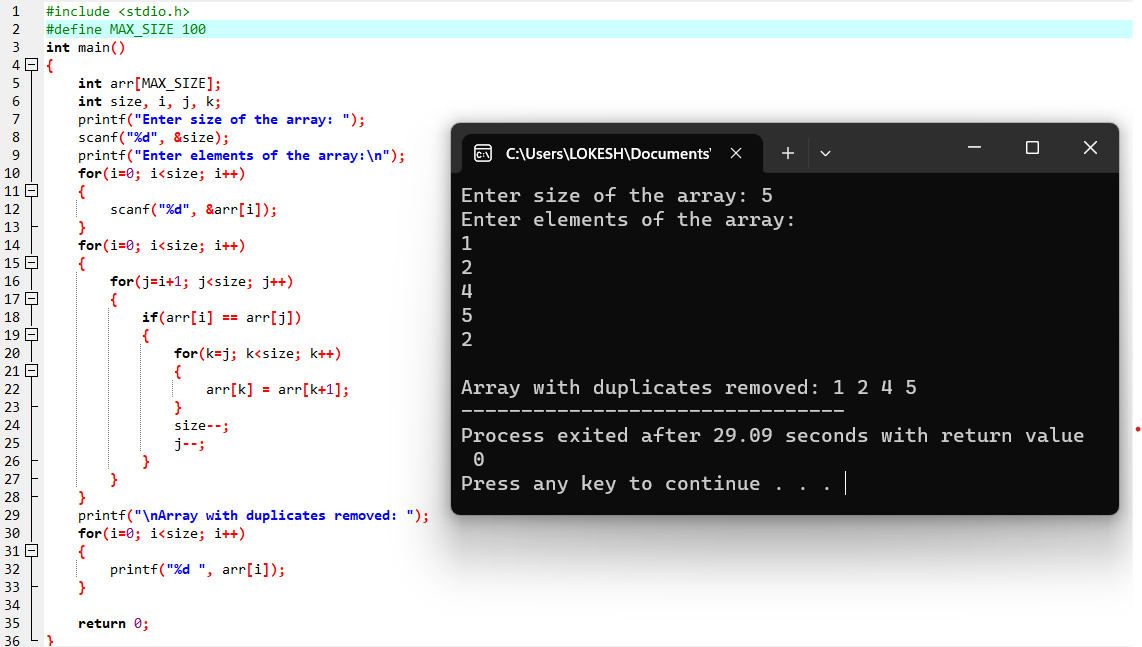 1 #include <stdio.h>
2 #define MAX_SIZE 100
3 int main()
4 {
5 int arr[MAX_SIZE];
6 int size, i, j, k;
7 printf("Enter size of the array: ");
8 scanf("%d", &size);
9 printf("Enter elements of the array:\n");
10 for(i=0; i<size; i++)
11 {
12 scanf("%d", &arr[i]);
13 }
14 for(i=0; i<size; i++)
15 {
16 for(j=i+1; j<size; j++)
17 {
18 if(arr[i] == arr[j])
19 {
20 for(k=j; k<size; k++)
21 {
22 arr[k] = arr[k+1];
23 }
24 size--;
25 j--;
26 }
27 }
28 }
29 printf("\nArray with duplicates removed: ");
30 for(i=0; i<size; i++)
31 {
32 printf("%d ", arr[i]);
33 }
34
35 return 0;
36 }
C:\Users\LOKESH\Documents'
Enter size of the array: 5
Enter elements of the array:
1
2
4
5
2
Array with duplicates removed: 1 2 4 5
--------------------------------
Process exited after 29.09 seconds with return value
0
Press any key to continue . . .